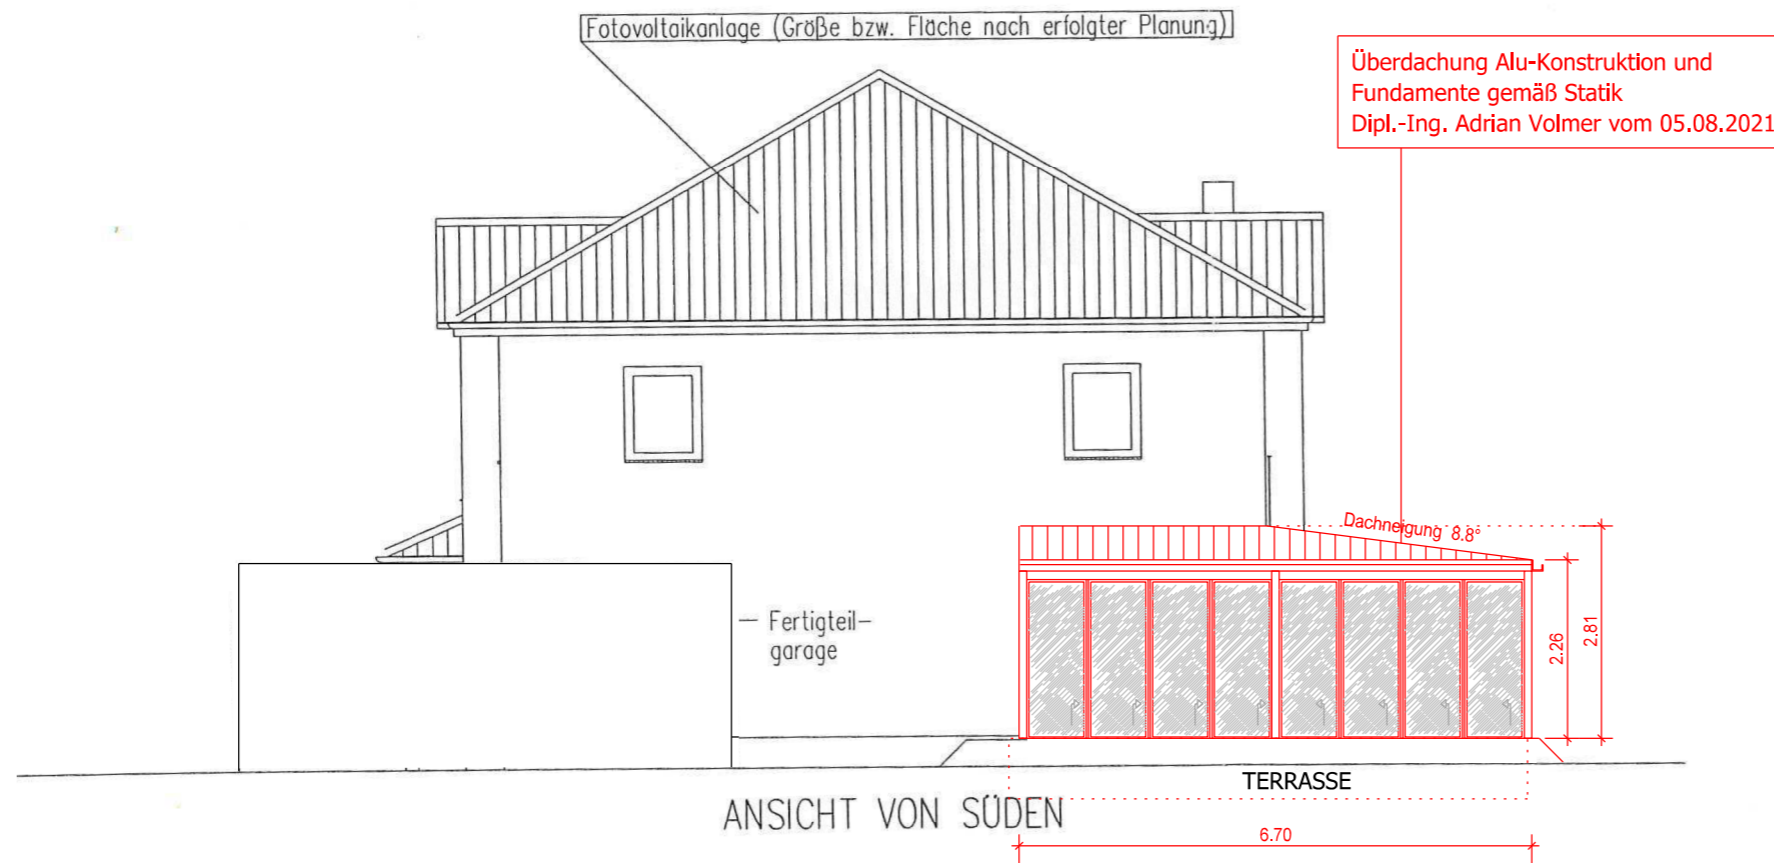 Fotovoltaikanlage (Größe bzw. Fläche nach erfolgter Planung)
Überdachung Alu-Konstruktion und
Fundamente gemäß Statik
Dipl.-Ing. Adrian Volmer vom 05.08.2021
Dachneigung 8.8°
Fertigteil-
garage
2.26
2.81
TERRASSE
ANSICHT VON SÜDEN
6.70